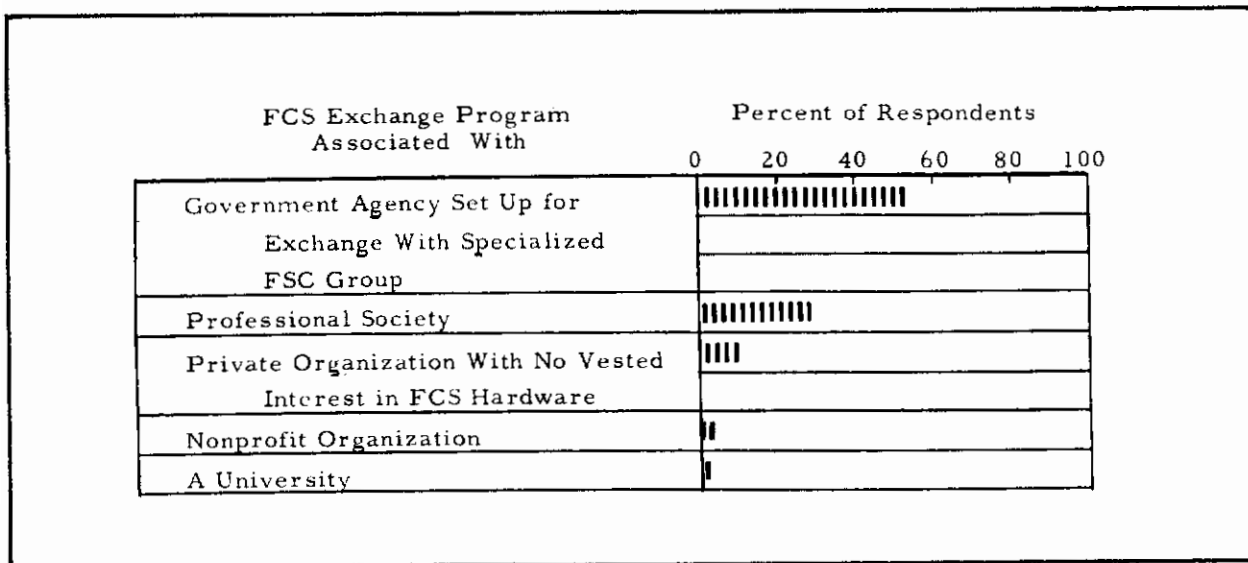 FCS Exchange Program Percent of Respondents
Associated With
0 20 40 60 80 100
Government Agency Set Up for
Exchange With Specialized
FSC Group
Professional Society
Private Organization With No Vested
Interest in FCS Hardware
Nonprofit Organization
A University